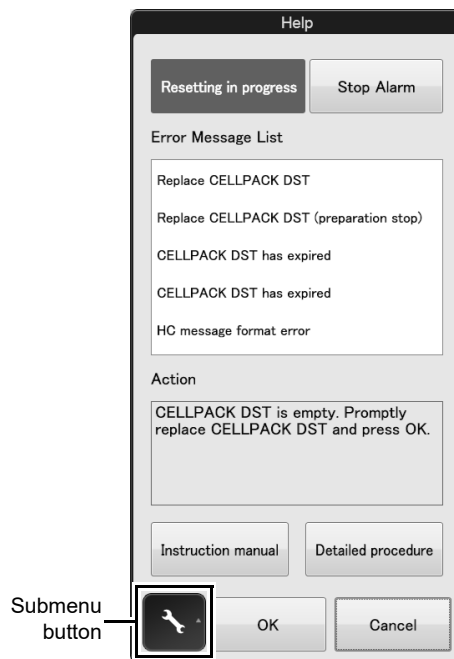 Help
Resetting in progress
Stop Alarm
Error Message List
Replace CELLPACK DST
Replace CELLPACK DST (preparation stop)
CELLPACK DST has expired
CELLPACK DST has expired
HC message format error
Action
CELLPACK DST is empty. Promptly
replace CELLPACK DST and press OK.
Instruction manual
Detailed procedure
Submenu
button
OK
Cancel